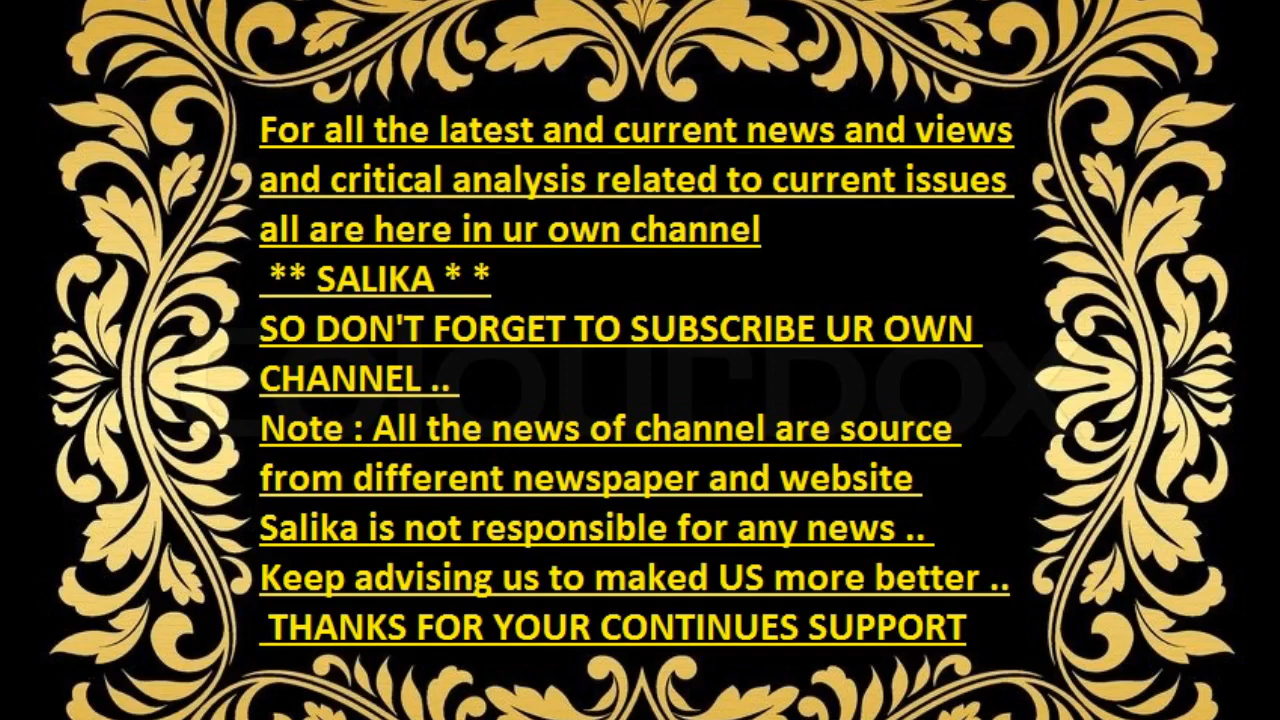 For all the latest and current news and views
and critical analysis related to current issues
all are here in ur own channel
** SALIKA * *
SO DON'T FORGET TO SUBSCRIBE UR OWN
CHANNEL ..
Note : All the news of channel are source
from different newspaper and website
Salika is not responsible for any news ..
Keep advising us to maked US more better ..
THANKS FOR YOUR CONTINUES SUPPORT